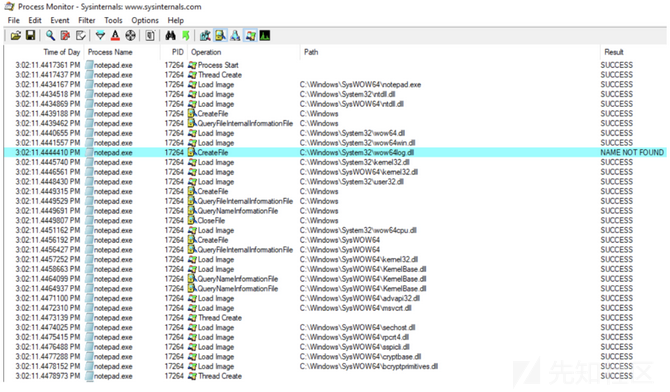 Process Monitor - Sysinternals: www.sysinternals.com
File Edit Event Filter Tools Options Help
Time of Day Process Name PID Operation Path Result
3:02:11.4417361 PM notepad.exe 17264 Process Start SUCCESS
3:02:11.4417437 PM notepad.exe 17264 Thread Create SUCCESS
3:02:11.4434167 PM notepad.exe 17264 Load Image C:\Windows\SysWOW64\notepad.exe SUCCESS
3:02:11.4434518 PM notepad.exe 17264 Load Image C:\Windows\System32\ntdll.dll SUCCESS
3:02:11.4434869 PM notepad.exe 17264 Load Image C:\Windows\SysWOW64\ntdll.dll SUCCESS
3:02:11.4439188 PM notepad.exe 17264 CreateFile C:\Windows SUCCESS
3:02:11.4439462 PM notepad.exe 17264 QueryFileInternalInformationFile C:\Windows SUCCESS
3:02:11.4440655 PM notepad.exe 17264 Load Image C:\Windows\System32\wow64.dll SUCCESS
3:02:11.4441557 PM notepad.exe 17264 Load Image C:\Windows\System32\wow64win.dll SUCCESS
3:02:11.4444410 PM notepad.exe 17264 CreateFile C:\Windows\System32\wow64log.dll NAME NOT FOUND
3:02:11.4445740 PM notepad.exe 17264 Load Image C:\Windows\System32\kernel32.dll SUCCESS
3:02:11.4446561 PM notepad.exe 17264 Load Image C:\Windows\SysWOW64\kernel32.dll SUCCESS
3:02:11.4448430 PM notepad.exe 17264 Load Image C:\Windows\System32\user32.dll SUCCESS
3:02:11.4449315 PM notepad.exe 17264 CreateFile C:\Windows SUCCESS
3:02:11.4449529 PM notepad.exe 17264 QueryFileInternalInformationFile C:\Windows SUCCESS
3:02:11.4449691 PM notepad.exe 17264 QueryNameInformationFile C:\Windows SUCCESS
3:02:11.4449807 PM notepad.exe 17264 CloseFile C:\Windows SUCCESS
3:02:11.4451162 PM notepad.exe 17264 Load Image C:\Windows\System32\wow64cpu.dll SUCCESS
3:02:11.4456192 PM notepad.exe 17264 CreateFile C:\Windows\SysWOW64 SUCCESS
3:02:11.4456427 PM notepad.exe 17264 QueryFileInternalInformationFile C:\Windows\SysWOW64 SUCCESS
3:02:11.4457252 PM notepad.exe 17264 Load Image C:\Windows\SysWOW64\kernel32.dll SUCCESS
3:02:11.4458663 PM notepad.exe 17264 Load Image C:\Windows\SysWOW64\KernelBase.dll SUCCESS
3:02:11.4464099 PM notepad.exe 17264 QueryNameInformationFile C:\Windows\SysWOW64\KernelBase.dll SUCCESS
3:02:11.4464937 PM notepad.exe 17264 QueryNameInformationFile C:\Windows\SysWOW64\KernelBase.dll SUCCESS
3:02:11.4471100 PM notepad.exe 17264 Load Image C:\Windows\SysWOW64\advapi32.dll SUCCESS
3:02:11.4472310 PM notepad.exe 17264 Load Image C:\Windows\SysWOW64\msvcrt.dll SUCCESS
3:02:11.4473139 PM notepad.exe 17264 Thread Create SUCCESS
3:02:11.4474025 PM notepad.exe 17264 Load Image C:\Windows\SysWOW64\sechost.dll SUCCESS
3:02:11.4475415 PM notepad.exe 17264 Load Image C:\Windows\SysWOW64\rpcrt4.dll SUCCESS
3:02:11.4476488 PM notepad.exe 17264 Load Image C:\Windows\SysWOW64\sspicli.dll SUCCESS
3:02:11.4477288 PM notepad.exe 17264 Load Image C:\Windows\SysWOW64\cryptbase.dll SUCCESS
3:02:11.4478152 PM notepad.exe 17264 Load Image C:\Windows\SysWOW64\bcryptprimitives.dll SUCCESS
3:02:11.4478973 PM notepad.exe 17264 Thread Create SUCCESS
先知社区